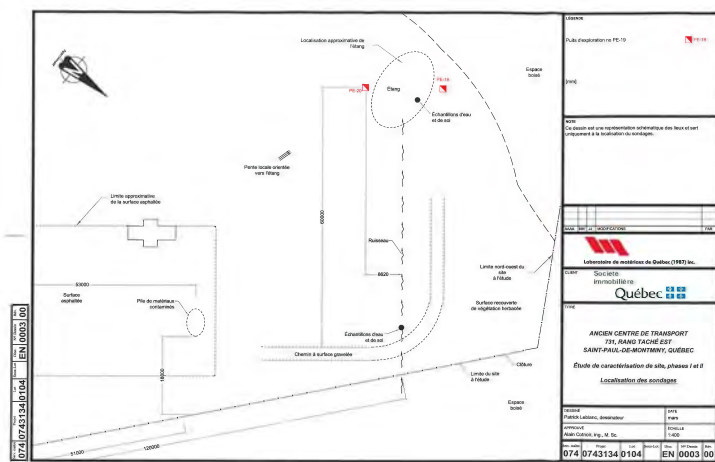 Localisation approximative de
l'étang
Espace
boisé
PE-20
PE-19
Étang
Échantillons d'eau
et de sol
Pente locale orientée
vers l'étang
Limite approximative
de la surface asphaltée
60000
Ruisseau
Limite nord-ouest du
site
à l'étude
8620
53000
Surface
asphaltée
Pile de matériaux
contaminés
Surface recouverte
de végétation herbacée
Échantillons d'eau
et de sol
Chemin à surface gravelée
18000
Clôture
Limite du site
à l'étude
Espace
boisé
51000
120000
074 0743134 0104 EN 0003 00
LÉGENDE
Puits d'exploration no PE-19
PE-19
[mm]
NOTE
Ce dessin est une représentation schématique des lieux et sert
uniquement à la localisation du sondages.
MODIFICATIONS
PAR
Laboratoire de matériaux de Québec (1987) inc.
CLIENT
Société
immobilière
Québec
TITRE
ANCIEN CENTRE DE TRANSPORT
731, RANG TACHÉ EST
SAINT-PAUL-DE-MONTMINY, QUÉBEC
Étude de caractérisation de site, phases I et II
Localisation des sondages
DESSINÉ
Patrick Leblanc, dessinateur
DATE
mars
APPROUVÉ
Alain Cotnoir, ing., M. Sc.
ÉCHELLE
1:400
Projet
Lot
Disc.
Rév.
074 0743134 0104 EN 0003 00